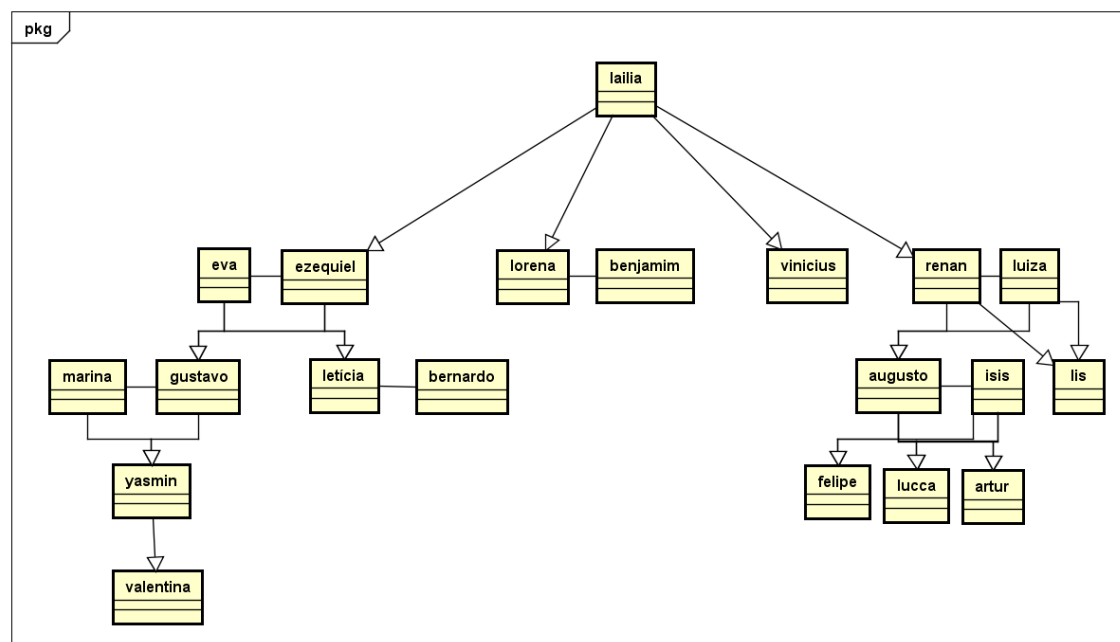 pkg
lailia
eva
ezequiel
lorena
benjamim
vinicius
renan
luiza
marina
gustavo
letícia
bernardo
augusto
isis
lis
yasmin
felipe
lucca
artur
valentina